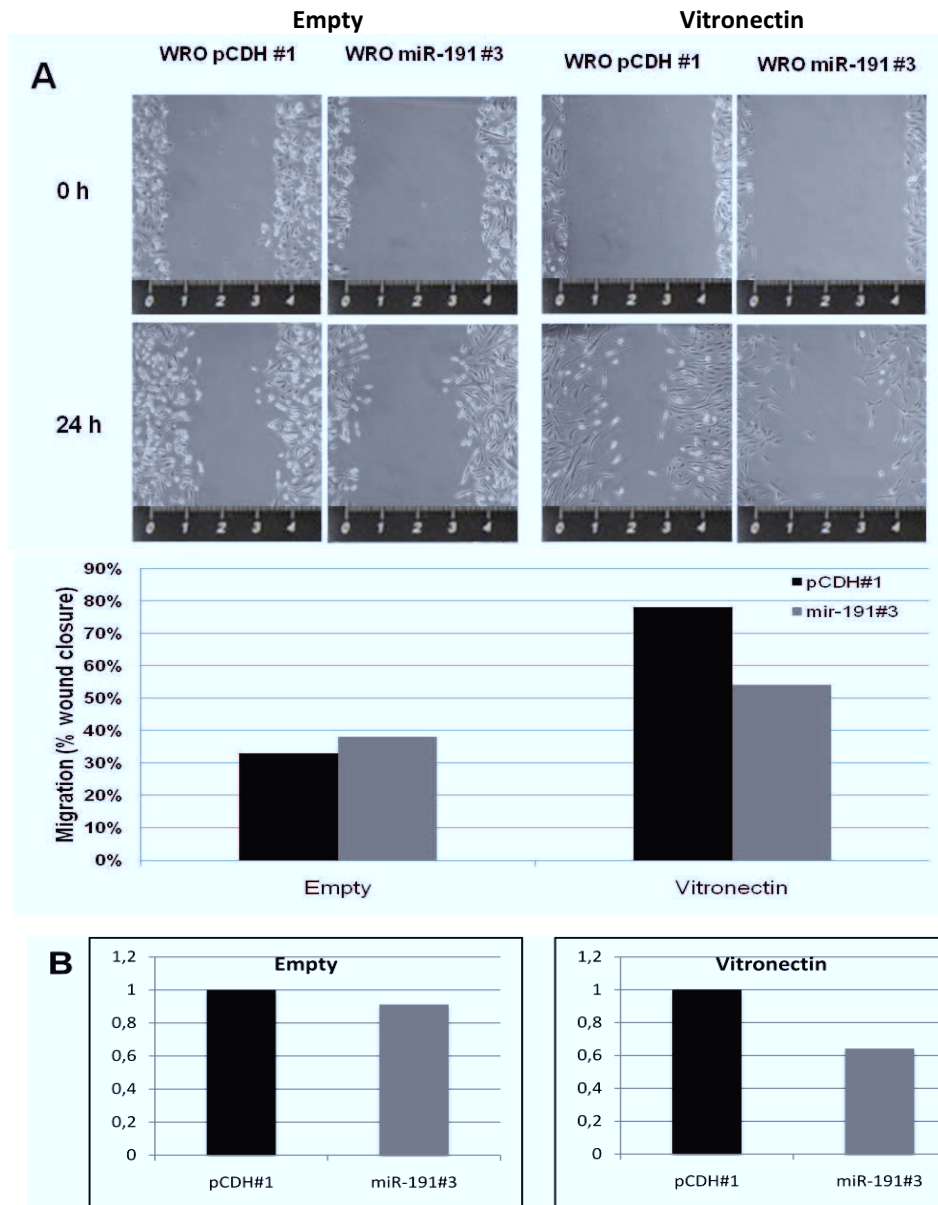 Empty Vitronectin
WRO pCDH #1 WRO miR-191 #3 WRO pCDH #1 WRO miR-191 #3
A
0 h
0 1 2 3 4 0 1 2 3 4 0 1 2 3 4 0 1 2 3 4
24 h
0 1 2 3 4 0 1 2 3 4 0 1 2 3 4 0 1 2 3 4
Migration (% wound closure)
90%
80%
70%
60%
50%
40%
30%
20%
10%
0%
pCDH#1
mir-191#3
Empty Vitronectin
B
Empty
1,2
1
0,8
0,6
0,4
0,2
0
pCDH#1 miR-191#3
Vitronectin
1,2
1
0,8
0,6
0,4
0,2
0
pCDH#1 miR-191#3